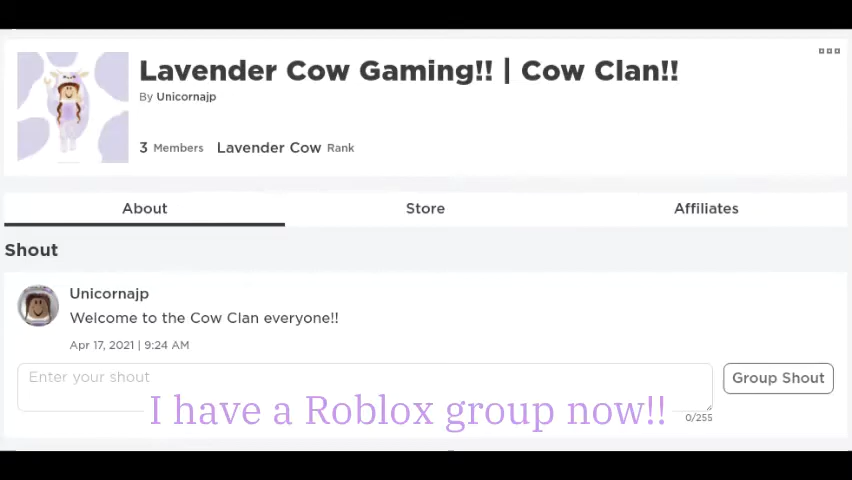 Lavender Cow Gaming!! | Cow Clan!!
By Unicornajp
3 Members Lavender Cow Rank
About Store Affiliates
Shout
Unicornajp
Welcome to the Cow Clan everyone!!
Apr 17, 2021 | 9:24 AM
Enter your shout
Group Shout
I have a Roblox group now!!
0/255